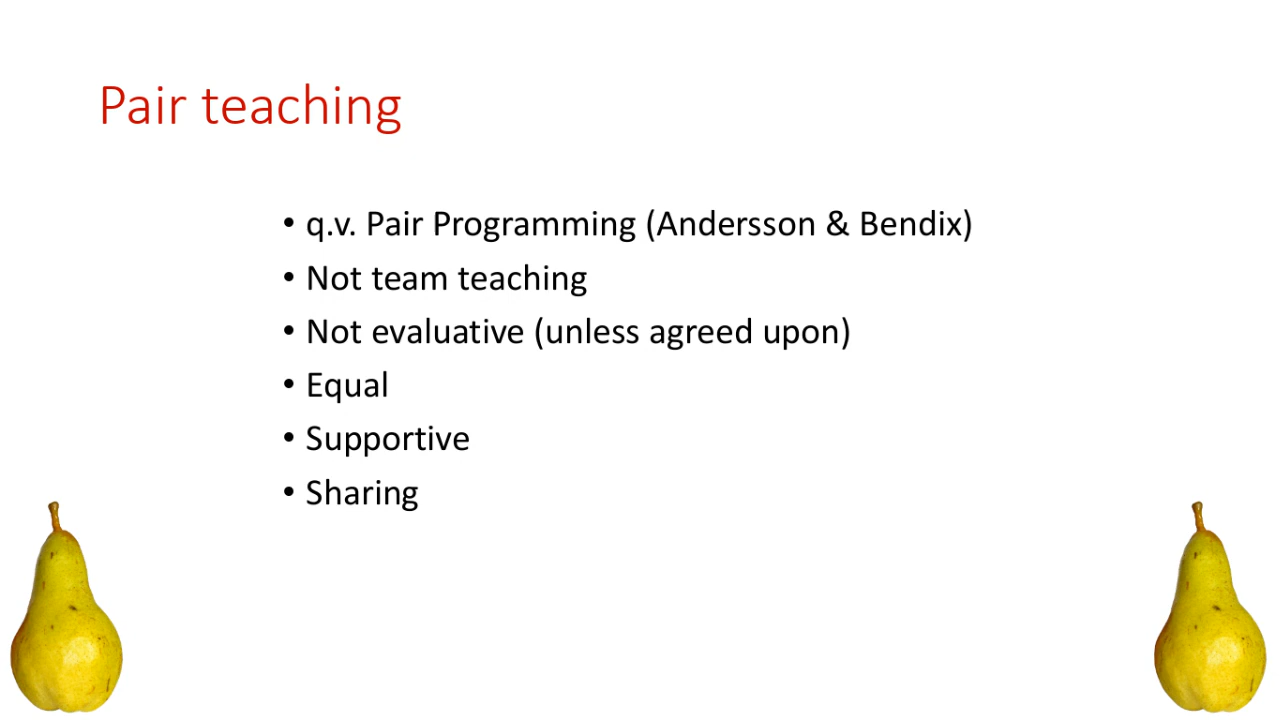 Pair teaching
• q.v. Pair Programming (Andersson & Bendix)
• Not team teaching
• Not evaluative (unless agreed upon)
• Equal
• Supportive
• Sharing